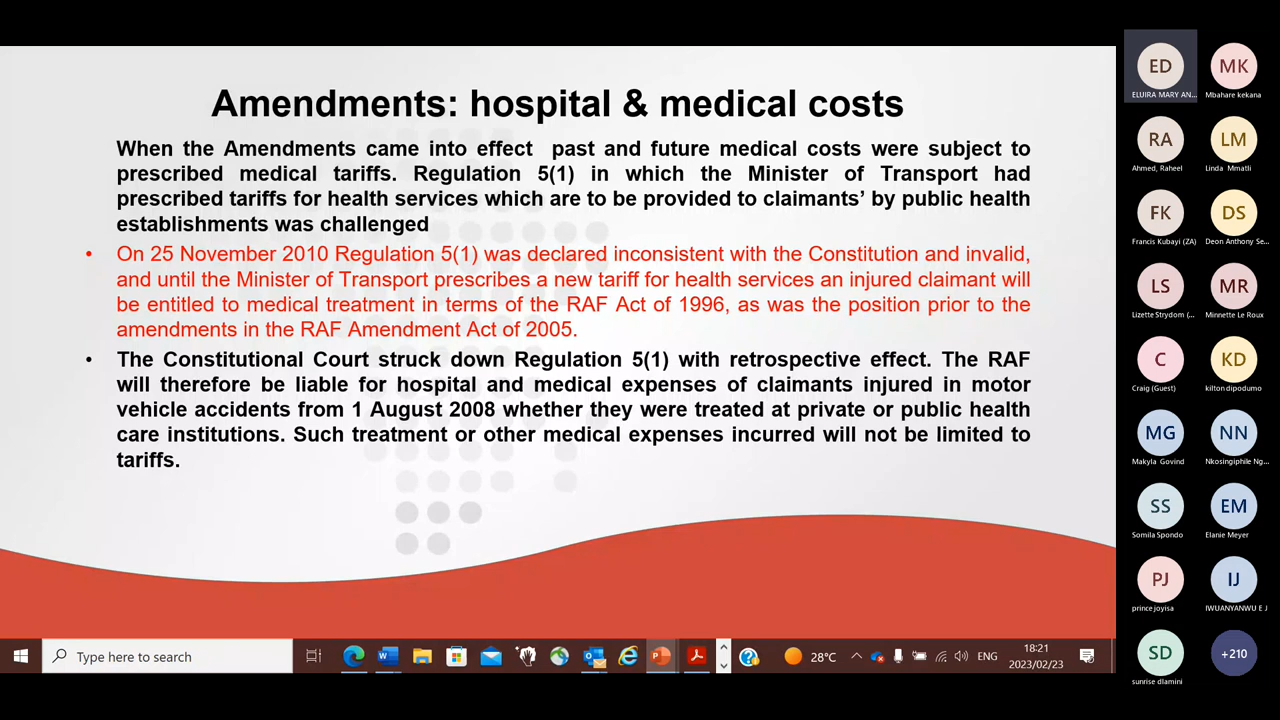 Amendments: hospital & medical costs
When the Amendments came into effect past and future medical costs were subject to
prescribed medical tariffs. Regulation 5(1) in which the Minister of Transport had
prescribed tariffs for health services which are to be provided to claimants’ by public health
establishments was challenged
• On 25 November 2010 Regulation 5(1) was declared inconsistent with the Constitution and invalid,
and until the Minister of Transport prescribes a new tariff for health services an injured claimant will
be entitled to medical treatment in terms of the RAF Act of 1996, as was the position prior to the
amendments in the RAF Amendment Act of 2005.
• The Constitutional Court struck down Regulation 5(1) with retrospective effect. The RAF
will therefore be liable for hospital and medical expenses of claimants injured in motor
vehicle accidents from 1 August 2008 whether they were treated at private or public health
care institutions. Such treatment or other medical expenses incurred will not be limited to
tariffs.
ED
ELUIRA MARY AN...
MK
Mbahare kekana
RA
Ahmed, Raheel
LM
Linda Mmatli
FK
Francis Kubayi (ZA)
DS
Deon Anthony Se...
LS
Lizette Strydom (...
MR
Minnette Le Roux
C
Craig (Guest)
KD
kilton dipodumo
MG
Makyla Govind
NN
Nkosingiphile Ng...
SS
Somila Spondo
EM
Elanie Meyer
PJ
prince joyisa
IJ
IWUANYANWU E J
SD
sunrise dlamini
+210
Type here to search
28°C
ENG
18:21
2023/02/23